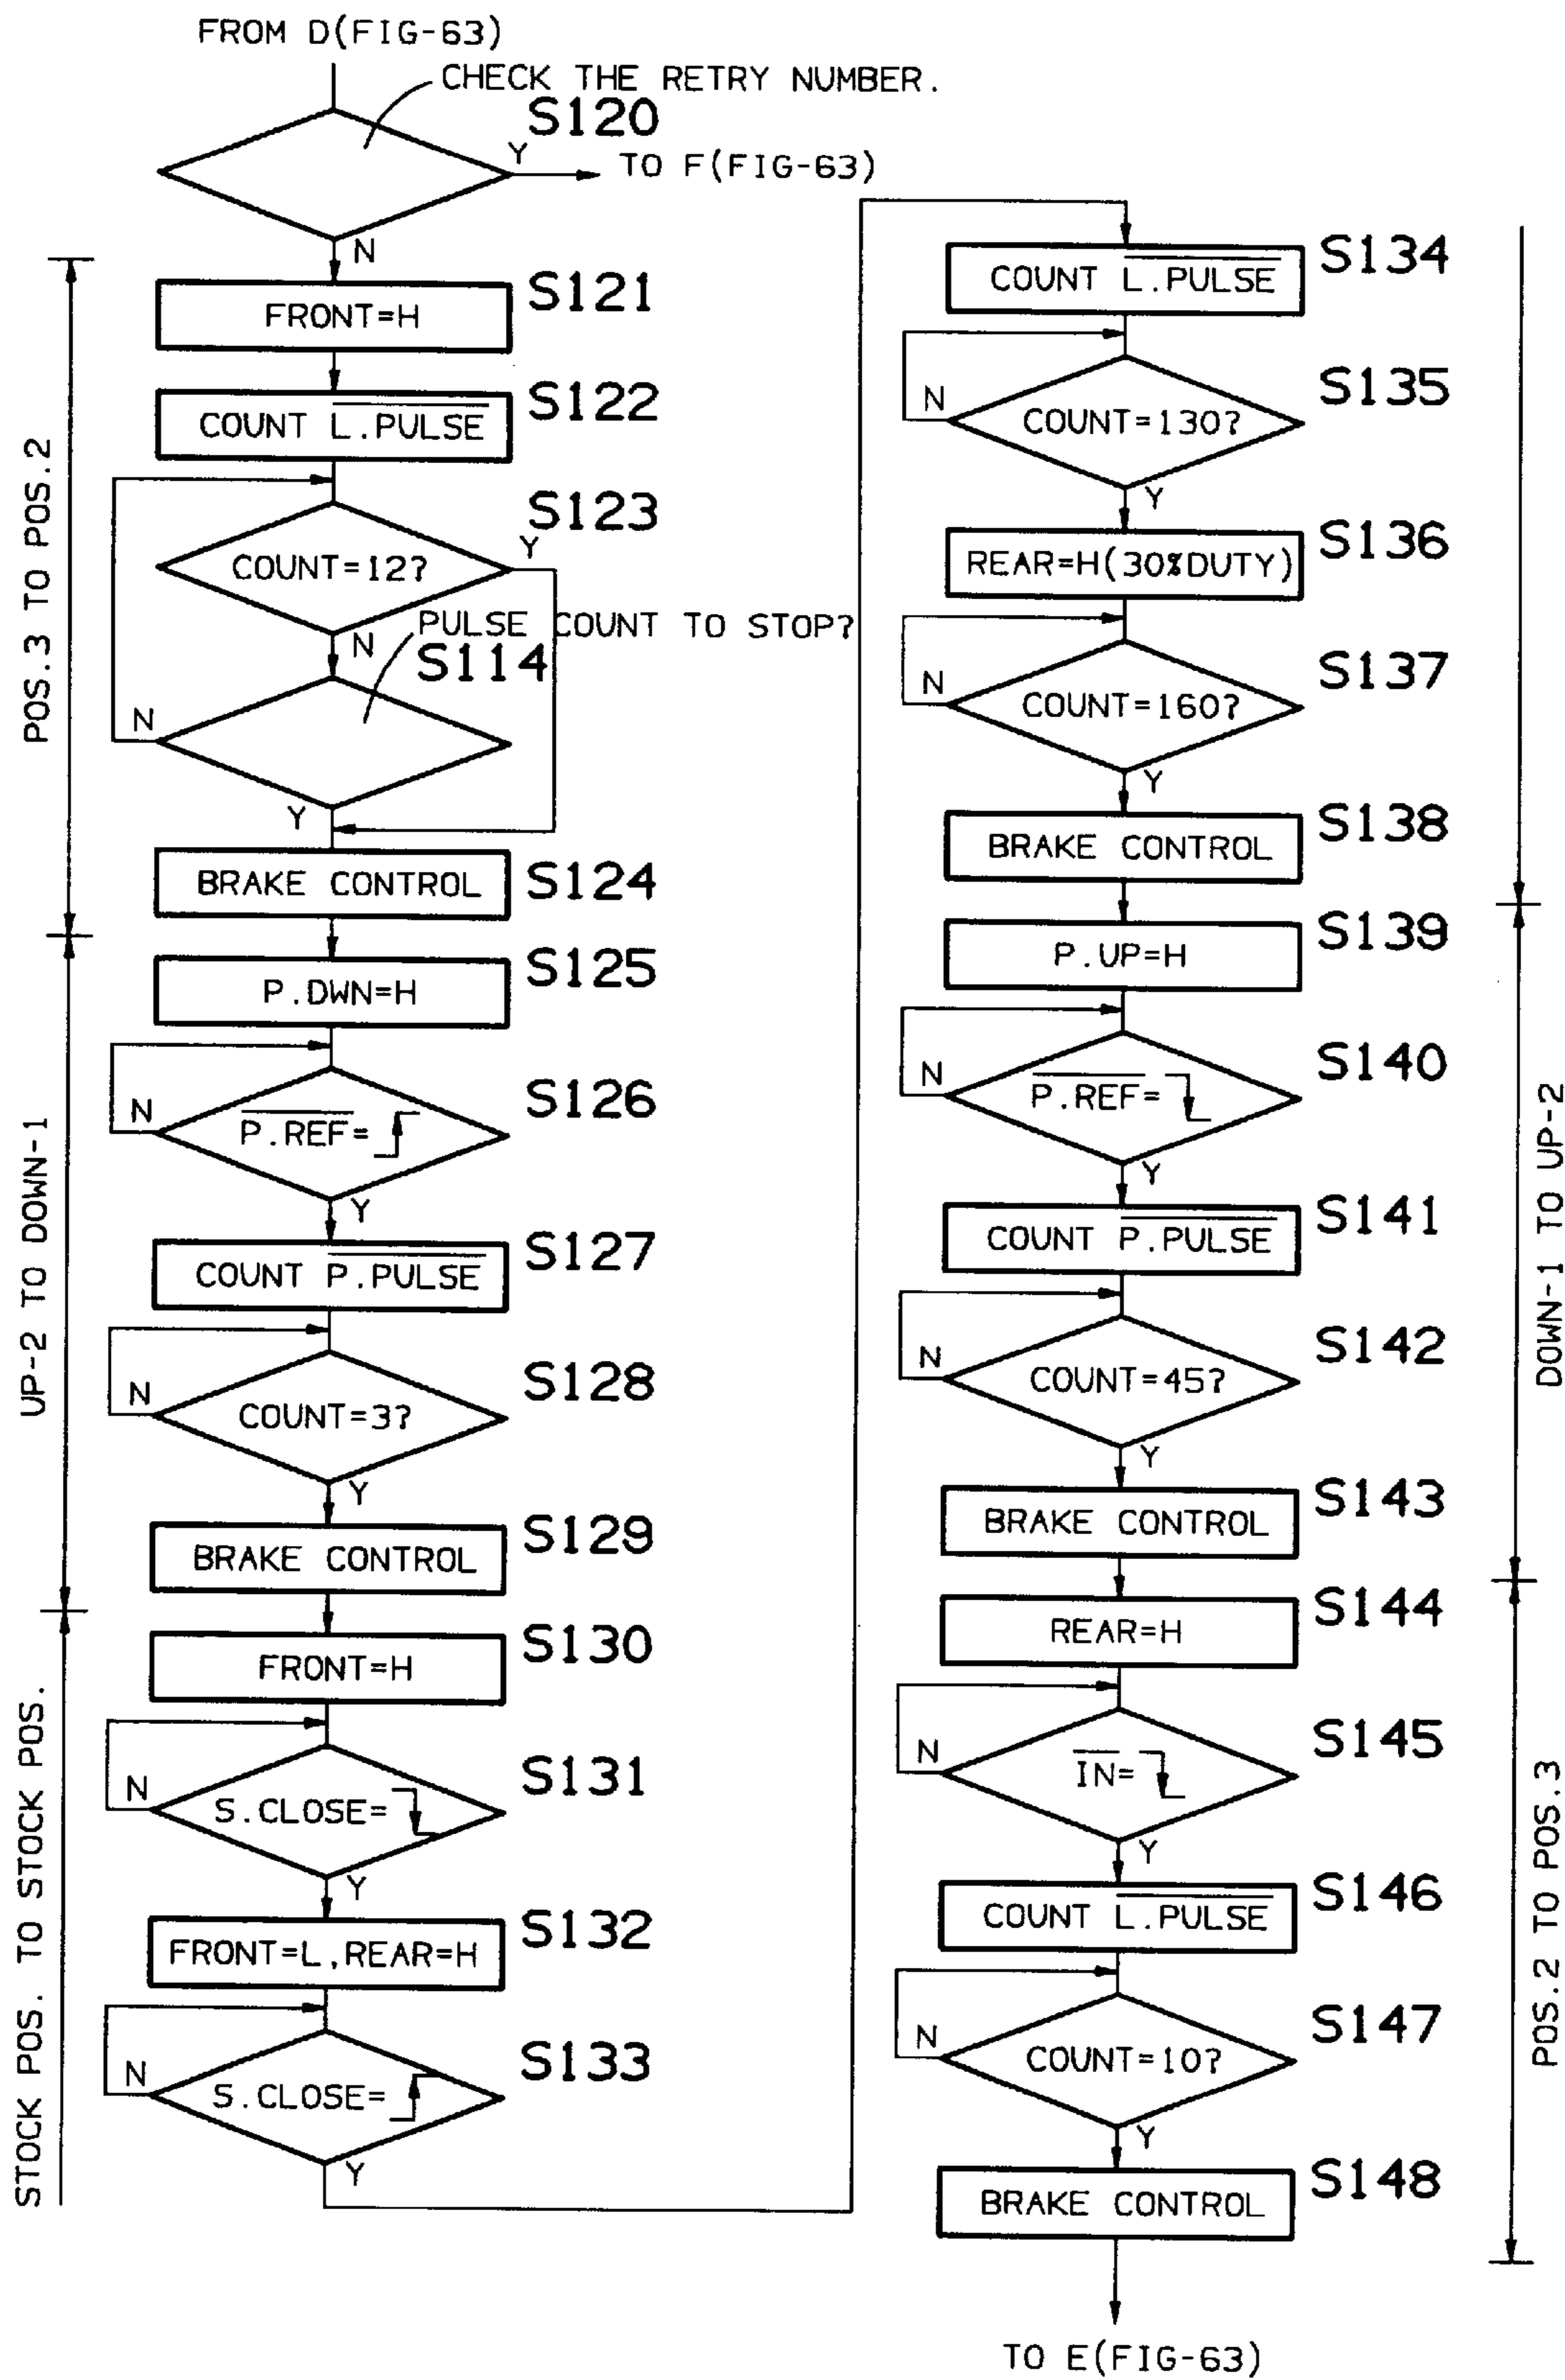 FROM D(FIG-63)
CHECK THE RETRY NUMBER.
S120
Y
TO F(FIG-63)
N
POS.3 TO POS.2
FRONT=H
S121
COUNT L.PULSE
S122
S123
COUNT=12?
Y
N
PULSE COUNT TO STOP?
S114
N
Y
BRAKE CONTROL
S124
UP-2 TO DOWN-1
P.DWN=H
S125
P.REF=
S126
N
Y
COUNT P.PULSE
S127
COUNT=3?
S128
N
Y
BRAKE CONTROL
S129
STOCK POS. TO STOCK POS.
FRONT=H
S130
S.CLOSE=
S131
N
Y
FRONT=L,REAR=H
S132
S.CLOSE=
S133
N
Y
COUNT L.PULSE
S134
COUNT=130?
S135
N
Y
REAR=H(30%DUTY)
S136
COUNT=160?
S137
N
Y
BRAKE CONTROL
S138
DOWN-1 TO UP-2
P.UP=H
S139
P.REF=
S140
N
Y
COUNT P.PULSE
S141
COUNT=45?
S142
N
Y
BRAKE CONTROL
S143
POS.2 TO POS.3
REAR=H
S144
IN=
S145
N
Y
COUNT L.PULSE
S146
COUNT=10?
S147
N
Y
BRAKE CONTROL
S148
TO E(FIG-63)